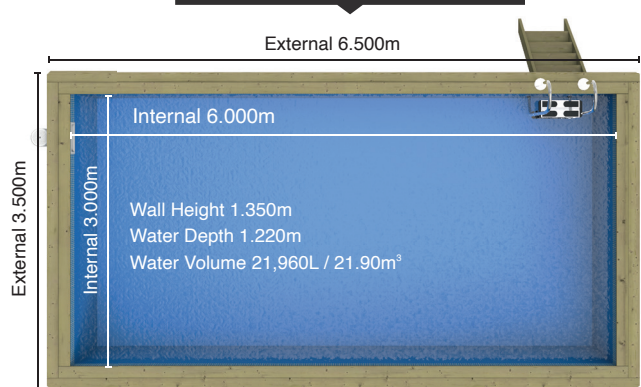 External 6.500m
Internal 6.000m
External 3.500m
Internal 3.000m
Wall Height 1.350m
Water Depth 1.220m
Water Volume 21,960L / 21.90m³